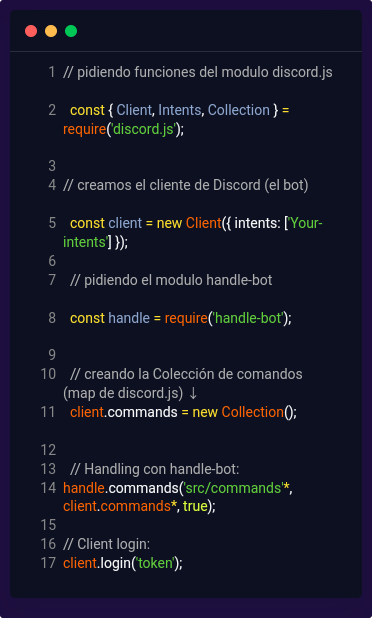 1 // pidiendo funciones del modulo discord.js
2 const { Client, Intents, Collection } =
require('discord.js');
3
4 // creamos el cliente de Discord (el bot)
5 const client = new Client({ intents: ['Your-
intents'] });
6
7 // pidiendo el modulo handle-bot
8 const handle = require('handle-bot');
9
10 // creando la Colección de comandos
(map de discord.js) ↓
11 client.commands = new Collection();
12
13 // Handling con handle-bot:
14 handle.commands('src/commands'*,
client.commands*, true);
15
16 // Client login:
17 client.login('token');